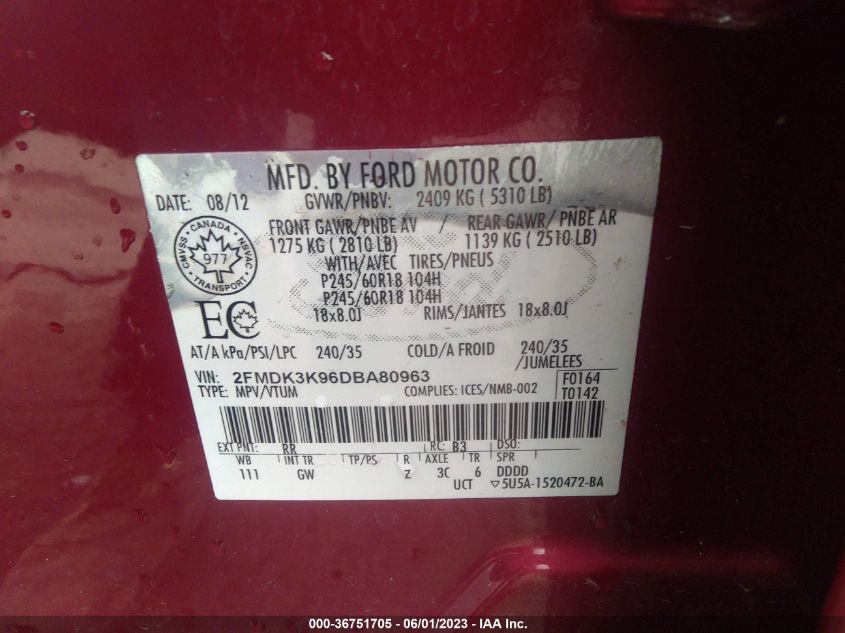 MFD. BY FORD MOTOR CO.
DATE: 08/12 GVWR/PNBV: 2409 KG ( 5310 LB)
FRONT GAWR/PNBE AV / REAR GAWR/ PNBE AR
1275 KG ( 2810 LB) 1139 KG ( 2510 LB)
WITH/AVEC TIRES/PNEUS
P245/60R18 104H
P245/60R18 104H
18x8.0J RIMS/JANTES 18x8.0J
CMVSS · CANADA · NSVAC
977
TRANSPORT
EC
AT/A kPa/PSI/LPC 240/35 COLD/A FROID 240/35
/JUMELEES
VIN: 2FMDK3K96DBA80963 F0164
TYPE: MPV/VTUM COMPLIES: ICES/NMB-002 T0142
EXT PNT: RR RC: B3 DSO:
WB INT TR TP/PS R AXLE TR SPR
111 GW Z 3C 6 DDDD
UCT ▽5U5A-1520472-BA
000-36751705 - 06/01/2023 - IAA Inc.